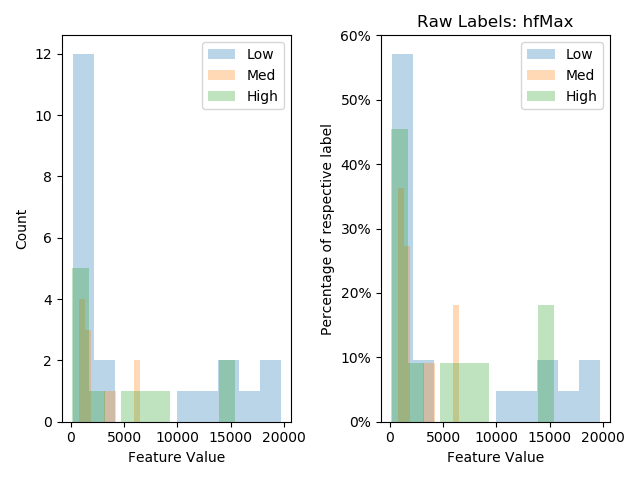 Raw Labels: hfMax
12
10
8
6
4
2
0
Count
0 5000 10000 15000 20000
Feature Value
Low
Med
High
60%
50%
40%
30%
20%
10%
0%
Percentage of respective label
0 5000 10000 15000 20000
Feature Value
Low
Med
High